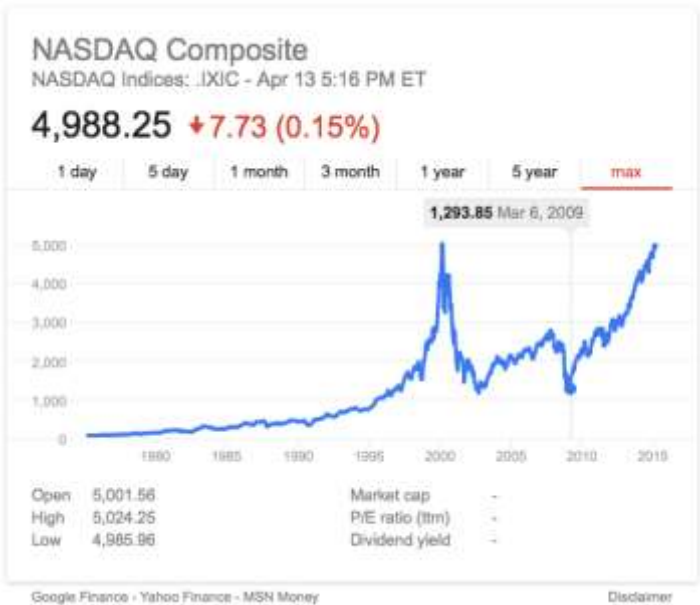 NASDAQ Composite
NASDAQ Indices: .IXIC - Apr 13 5:16 PM ET
4,988.25 7.73 (0.15%)
1 day 5 day 1 month 3 month 1 year 5 year max
1,293.85 Mar 6, 2009
5,000
4,000
3,000
2,000
1,000
0
1980 1985 1990 1995 2000 2005 2010 2015
Open 5,001.56 Market cap -
High 5,024.25 P/E ratio (ttm) -
Low 4,985.96 Dividend yield -
Google Finance - Yahoo Finance - MSN Money Disclaimer